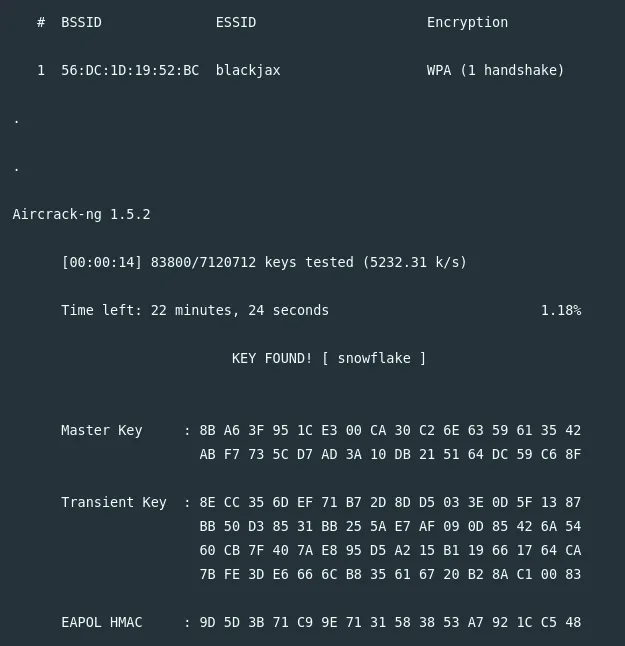 #  BSSID              ESSID                     Encryption
1  56:DC:1D:19:52:BC  blackjax                  WPA (1 handshake)
.
.
Aircrack-ng 1.5.2
[00:00:14] 83800/7120712 keys tested (5232.31 k/s)
Time left: 22 minutes, 24 seconds                          1.18%
KEY FOUND! [ snowflake ]
Master Key     : 8B A6 3F 95 1C E3 00 CA 30 C2 6E 63 59 61 35 42
AB F7 73 5C D7 AD 3A 10 DB 21 51 64 DC 59 C6 8F
Transient Key  : 8E CC 35 6D EF 71 B7 2D 8D D5 03 3E 0D 5F 13 87
BB 50 D3 85 31 BB 25 5A E7 AF 09 0D 85 42 6A 54
60 CB 7F 40 7A E8 95 D5 A2 15 B1 19 66 17 64 CA
7B FE 3D E6 66 6C B8 35 61 67 20 B2 8A C1 00 83
EAPOL HMAC     : 9D 5D 3B 71 C9 9E 71 31 58 38 53 A7 92 1C C5 48